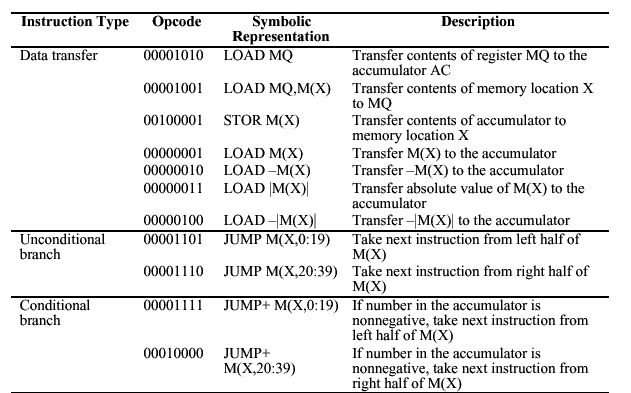 Instruction Type Opcode Symbolic Representation Description
Data transfer 00001010 LOAD MQ Transfer contents of register MQ to the
accumulator AC
00001001 LOAD MQ,M(X) Transfer contents of memory location X
to MQ
00100001 STOR M(X) Transfer contents of accumulator to
memory location X
00000001 LOAD M(X) Transfer M(X) to the accumulator
00000010 LOAD –M(X) Transfer –M(X) to the accumulator
00000011 LOAD |M(X)| Transfer absolute value of M(X) to the
accumulator
00000100 LOAD –|M(X)| Transfer –|M(X)| to the accumulator
Unconditional 00001101 JUMP M(X,0:19) Take next instruction from left half of
branch M(X)
00001110 JUMP M(X,20:39) Take next instruction from right half of
M(X)
Conditional 00001111 JUMP+ M(X,0:19) If number in the accumulator is
branch nonnegative, take next instruction from
left half of M(X)
00010000 JUMP+ If number in the accumulator is
M(X,20:39) nonnegative, take next instruction from
right half of M(X)